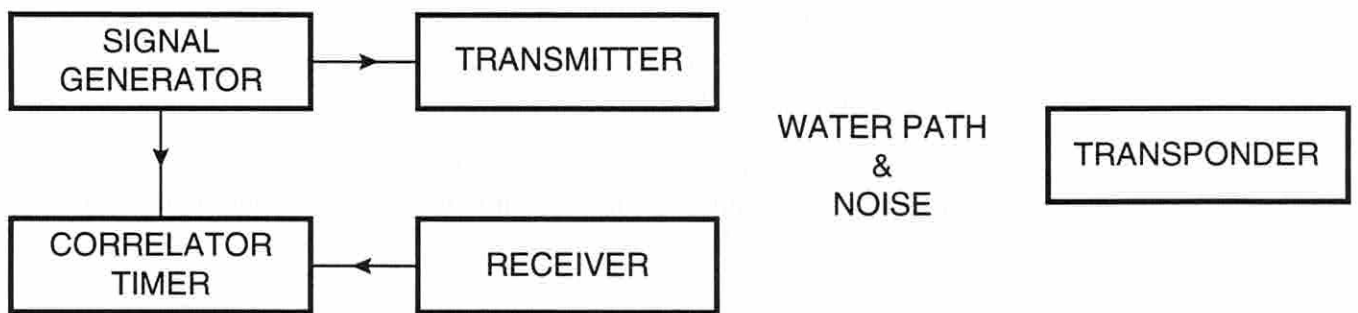 SIGNAL
GENERATOR
TRANSMITTER
WATER PATH
&
NOISE
TRANSPONDER
CORRELATOR
TIMER
RECEIVER